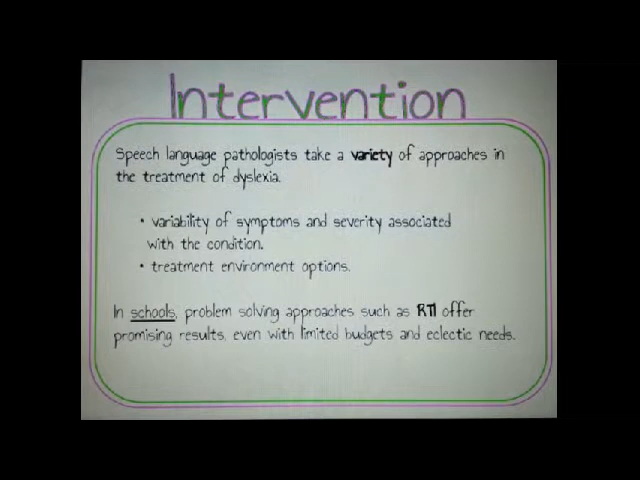 Intervention
Speech language pathologists take a variety of approaches in
the treatment of dyslexia.
• variability of symptoms and severity associated
with the condition.
• treatment environment options.
In schools, problem solving approaches such as RTI offer
promising results, even with limited budgets and eclectic needs.